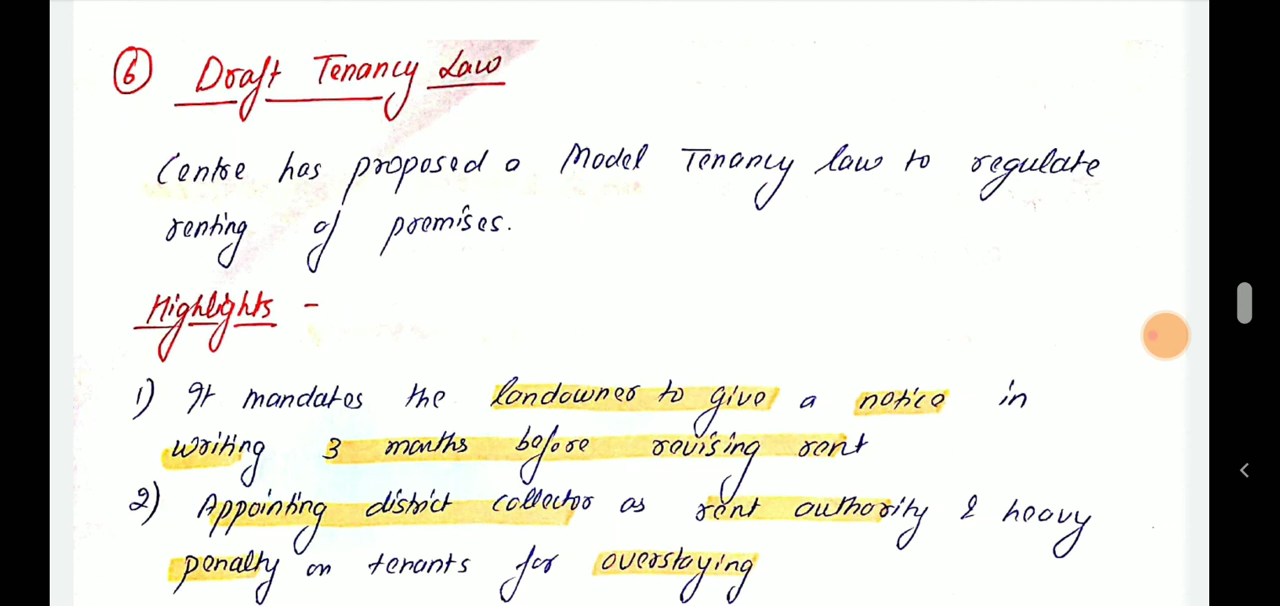 6 Draft Tenancy Law
Centre has proposed a Model Tenancy law to regulate
renting of premises.
Highlights -
1) It mandates the landowner to give a notice in
writing 3 months before revising rent
2) Appointing district collector as rent authority & heavy
penalty on tenants for overstaying